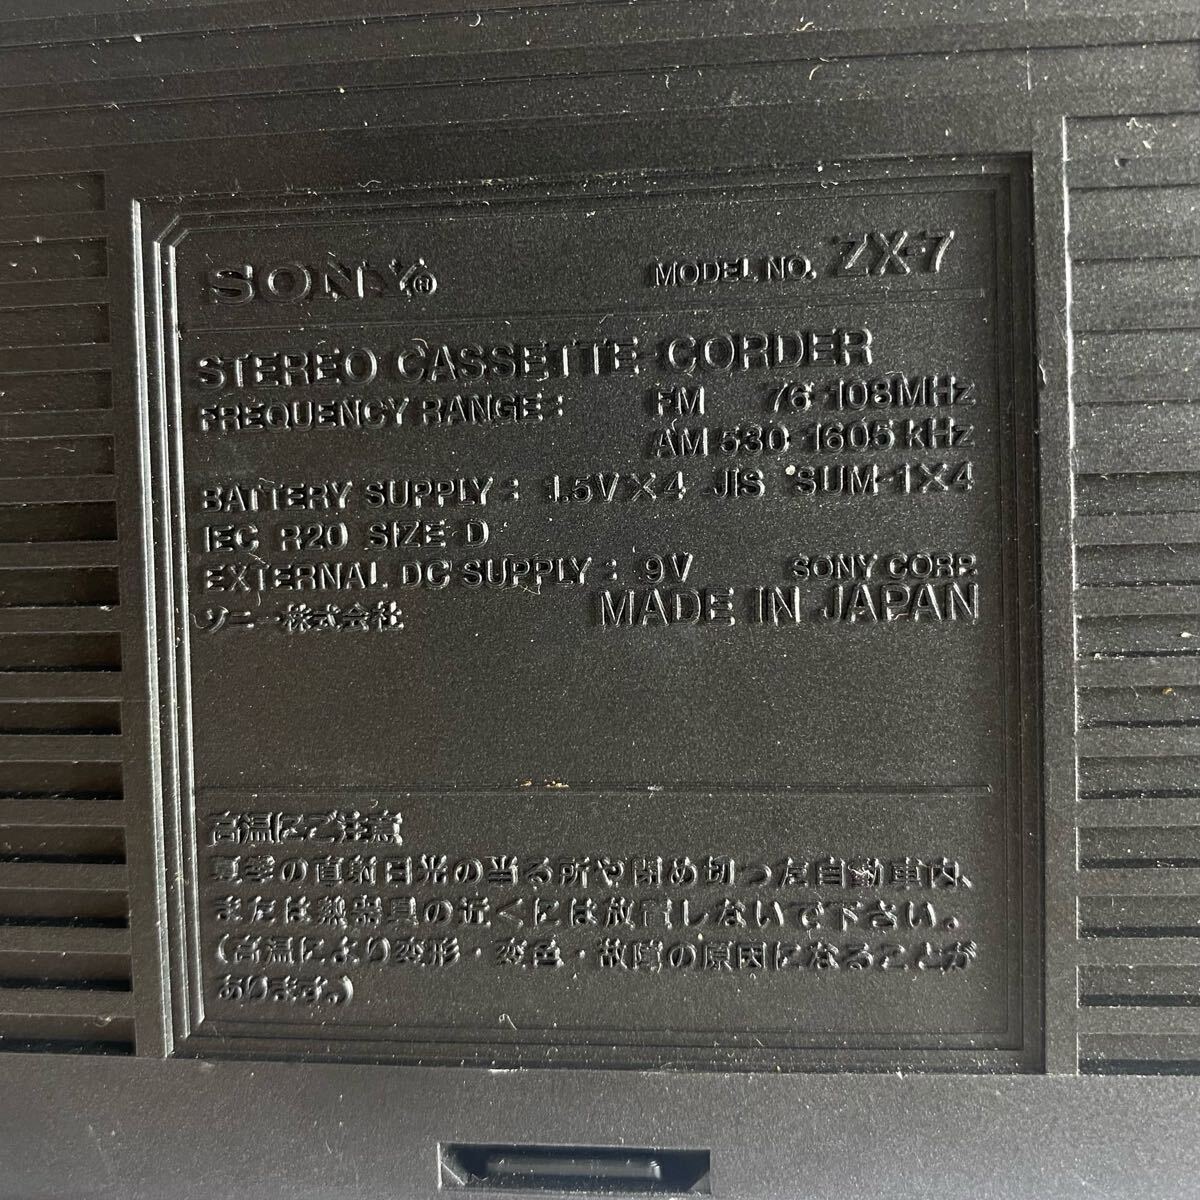 SONY® MODEL NO. ZX-7
STEREO CASSETTE-CORDER
FREQUENCY RANGE: FM 76-108MHz
AM 530-1605 kHz
BATTERY SUPPLY: 1.5V×4 JIS SUM-1×4
IEC R20 SIZE D
EXTERNAL DC SUPPLY: 9V SONY CORP.
ソニー株式会社 MADE IN JAPAN
高温にご注意
夏季の直射日光の当る所や閉め切った自動車内、
または熱器具の近くには放置しないで下さい。
(高温により変形・変色・故障の原因になることが
あります。)